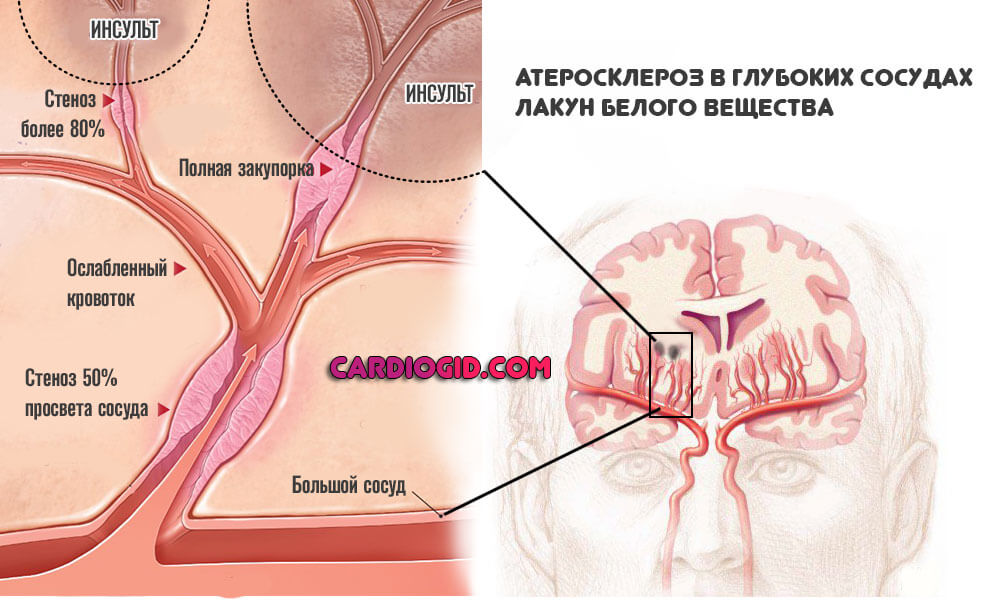 ИНСУЛЬТ
АТЕРОСКЛЕРОЗ В ГЛУБОКИХ СОСУДАХ
ЛАКУН БЕЛОГО ВЕЩЕСТВА
ИНСУЛЬТ
Стеноз
более 80%
Полная закупорка
Ослабленный
кровоток
CARDIOGID.COM
Стеноз 50%
просвета сосуда
Большой сосуд